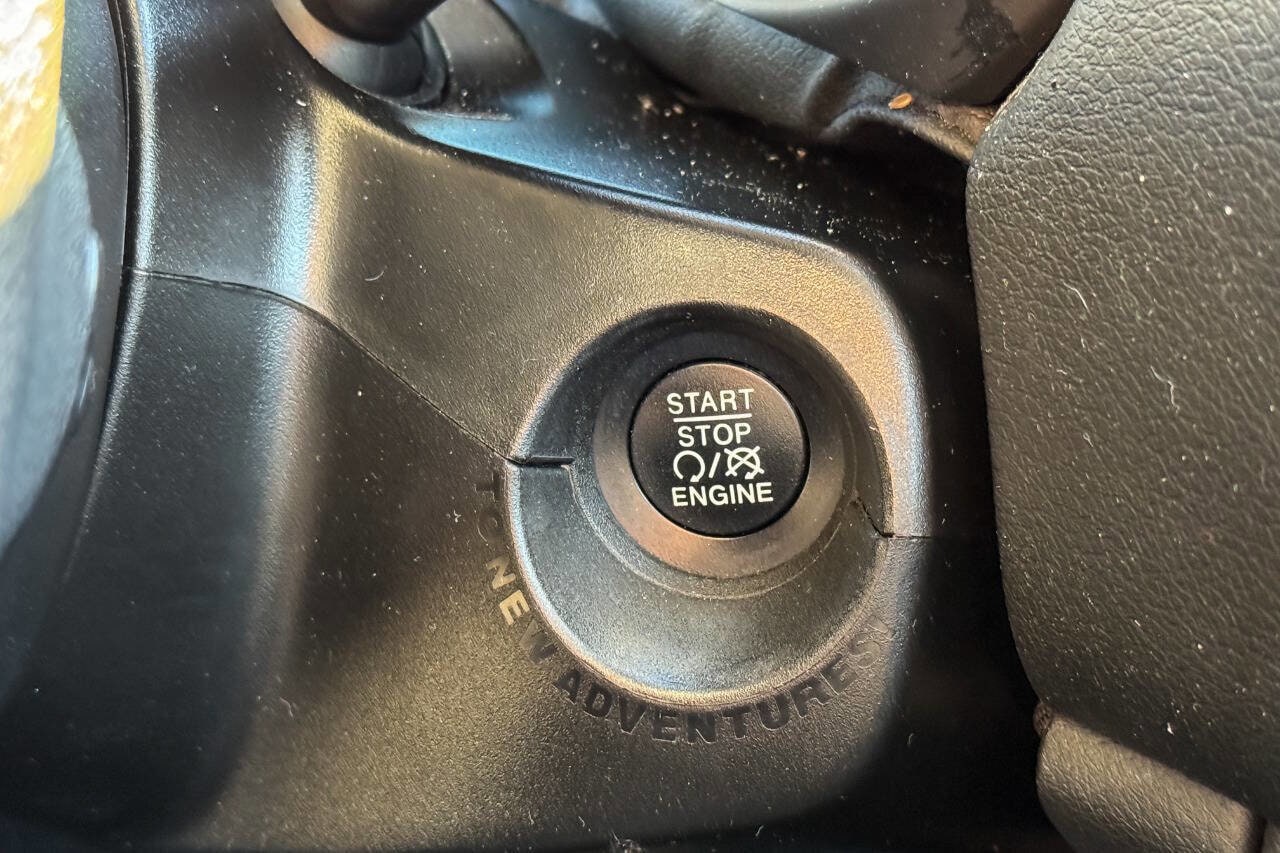 START
STOP
/
ENGINE
TO NEW ADVENTURES!